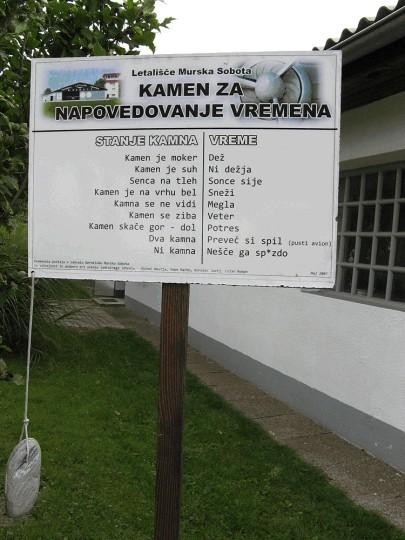 Letališče Murska Sobota
KAMEN ZA
NAPOVEDOVANJE VREMENA
STANJE KAMNA VREME
Kamen je moker Dež
Kamen je suh Ni dežja
Senca na tleh Sonce sije
Kamen je na vrhu bel Sneži
Kamna se ne vidi Megla
Kamen se ziba Veter
Kamen skače gor - dol Potres
Dva kamna Preveč si spil (pusti avion)
Ni kamna Nešče ga sp*zdo
Maj 2007